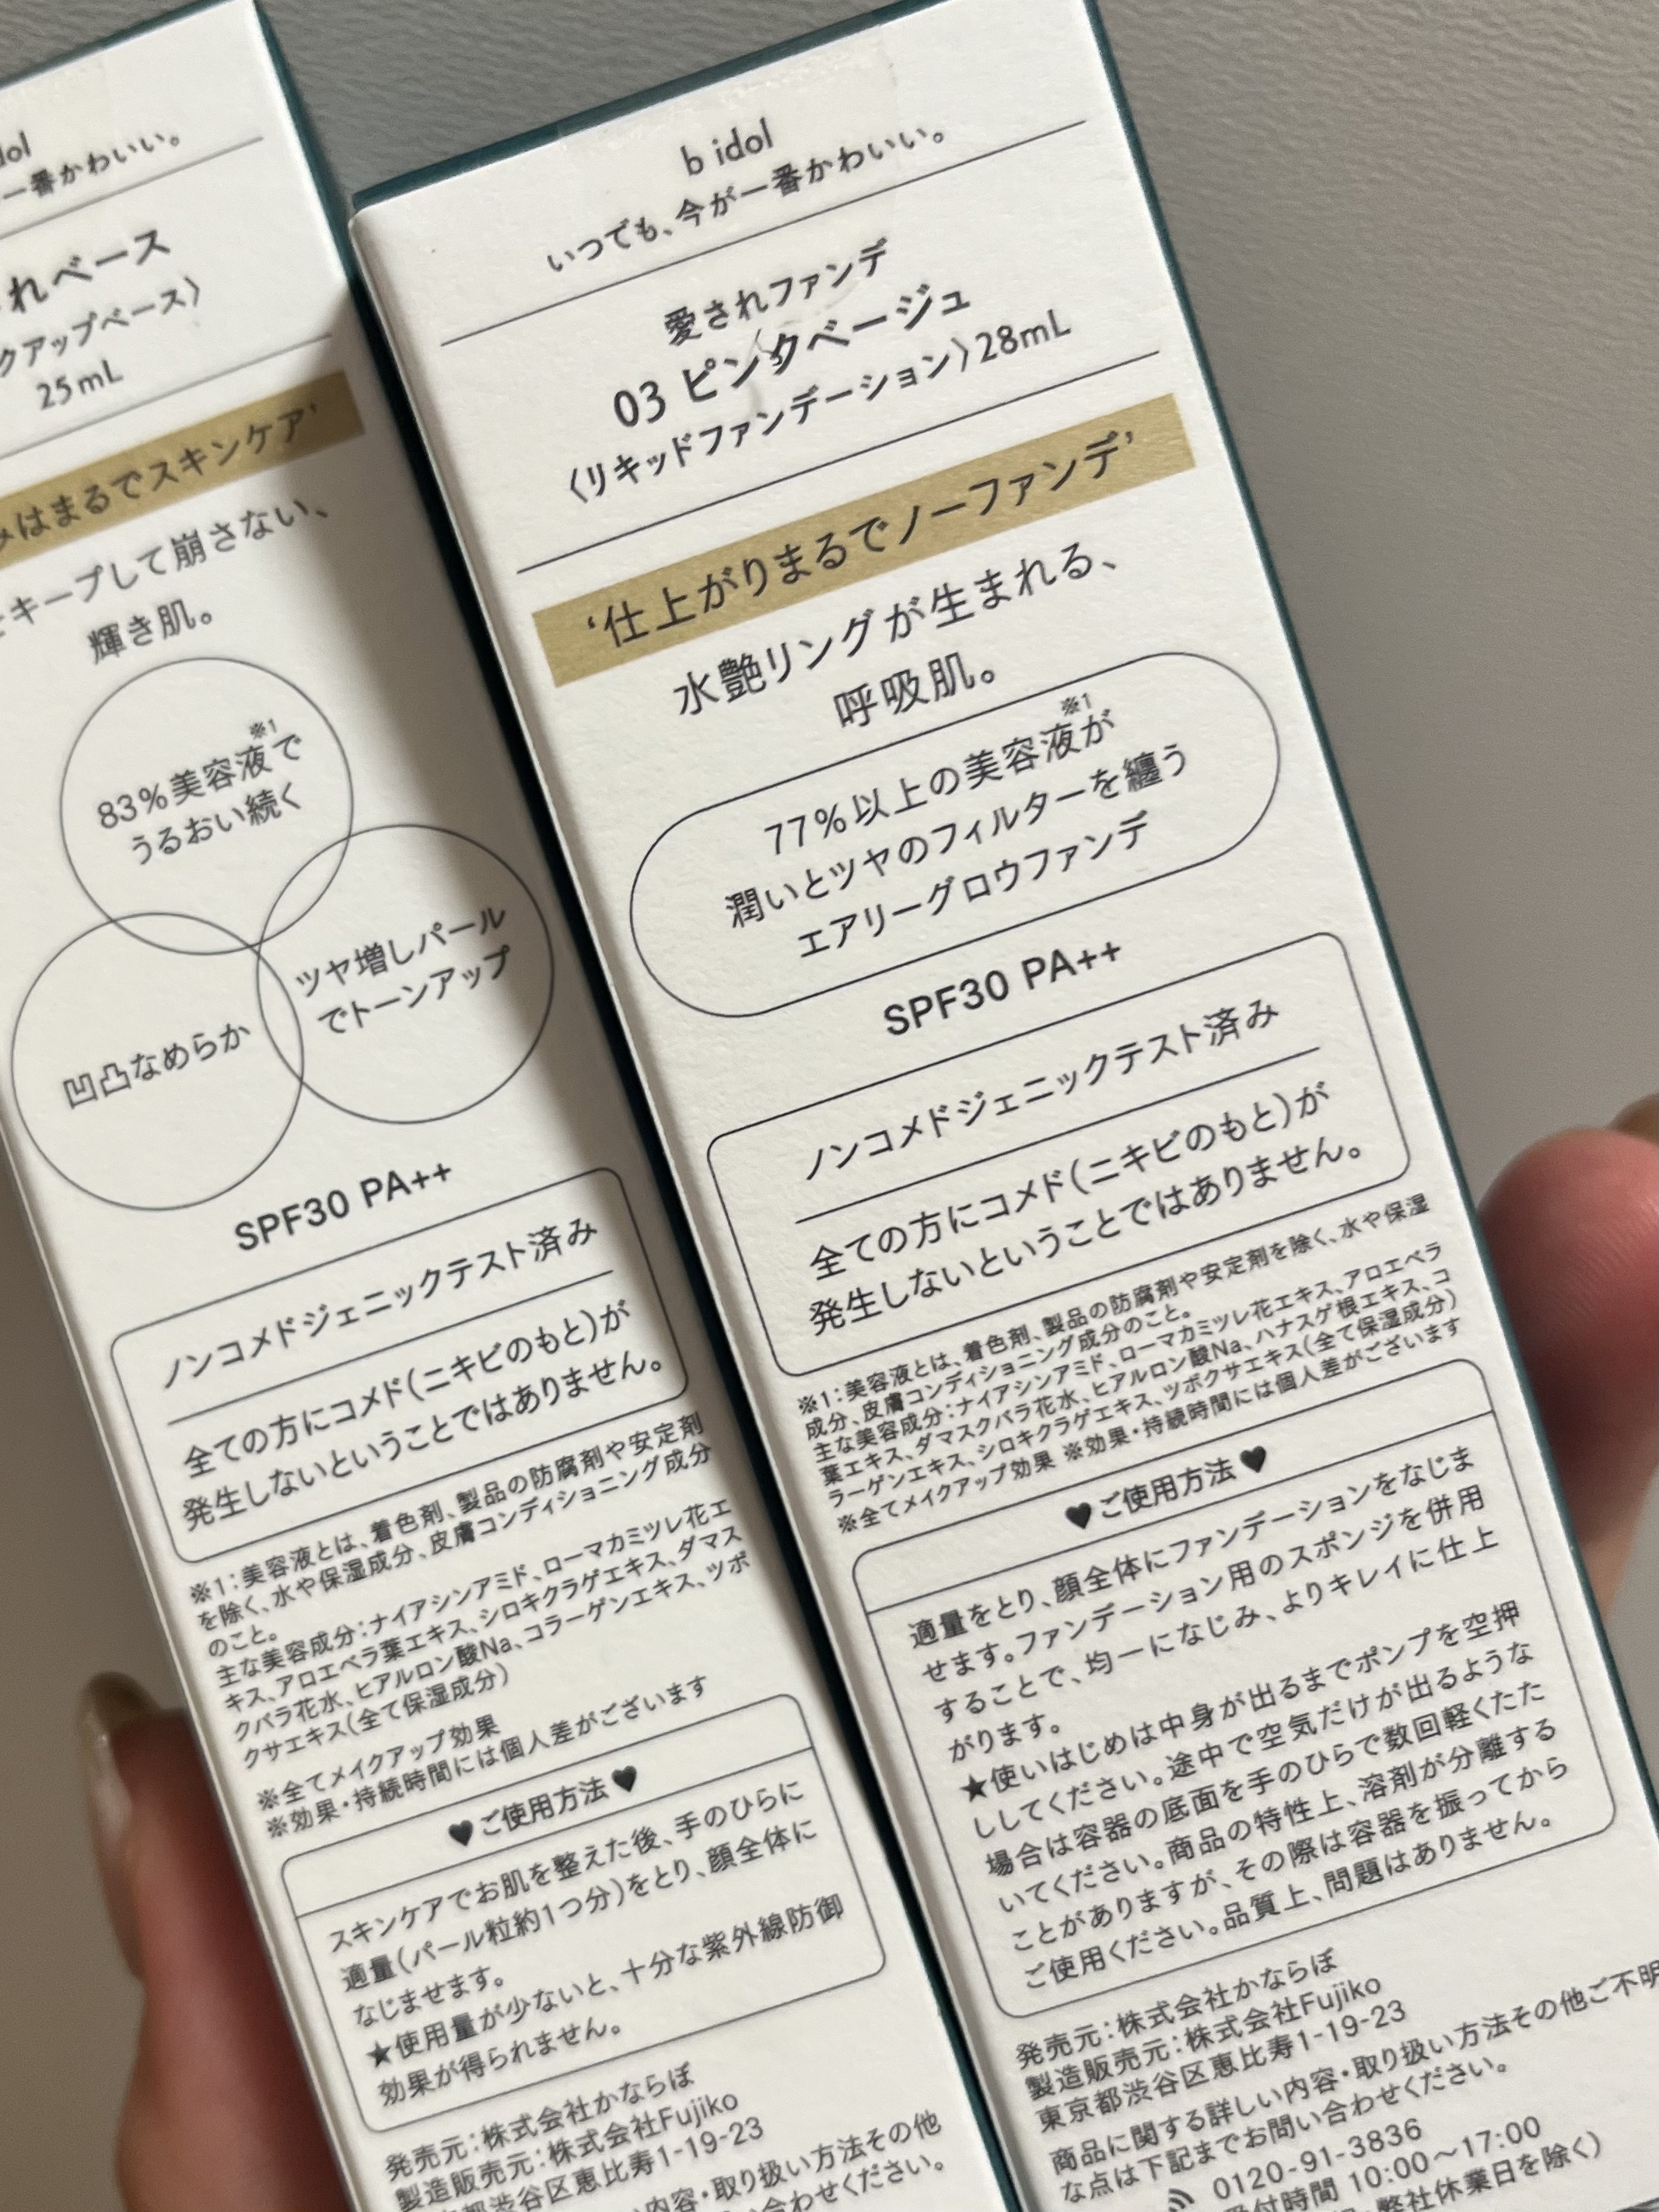 一番かわいい。
れベース
クアップベース〉
25mL
はまるでスキンケア’
キープして崩さない、
輝き肌。
83%美容液※1で
うるおい続く
ツヤ増しパール
でトーンアップ
凹凸なめらか
SPF30 PA++
ノンコメドジェニックテスト済み
全ての方にコメド(ニキビのもと)が
発生しないということではありません。
※1:美容液とは、着色剤、製品の防腐剤や安定剤
を除く、水や保湿成分、皮膚コンディショニング成分
のこと。
主な美容成分:ナイアシンアミド、ローマカミツレ花エ
キス、アロエベラ葉エキス、シロキクラゲエキス、ダマス
クバラ花水、ヒアルロン酸Na、コラーゲンエキス、ツボ
クサエキス(全て保湿成分)
※全てメイクアップ効果
※効果・持続時間には個人差がございます
♥ご使用方法♥
スキンケアでお肌を整えた後、手のひらに
適量(パール粒約1つ分)をとり、顔全体に
なじませます。
★使用量が少ないと、十分な紫外線防御
効果が得られません。
発売元:株式会社かならぼ
製造販売元:株式会社Fujiko
都渋谷区恵比寿1-19-23
内容・取り扱い方法その他
合わせください。
b idol
いつでも、今が一番かわいい。
愛されファンデ
03 ピンクベージュ
〈リキッドファンデーション〉28mL
‘仕上がりまるでノーファンデ’
水艶リングが生まれる、
呼吸肌。
77%以上の美容液※1が
潤いとツヤのフィルターを纏う
エアリーグロウファンデ
SPF30 PA++
ノンコメドジェニックテスト済み
全ての方にコメド(ニキビのもと)が
発生しないということではありません。
※1:美容液とは、着色剤、製品の防腐剤や安定剤を除く、水や保湿
成分、皮膚コンディショニング成分のこと。
主な美容成分:ナイアシンアミド、ローマカミツレ花エキス、アロエベラ
葉エキス、ダマスクバラ花水、ヒアルロン酸Na、ハナスゲ根エキス、コ
ラーゲンエキス、シロキクラゲエキス、ツボクサエキス(全て保湿成分)
※全てメイクアップ効果 ※効果・持続時間には個人差がございます
♥ご使用方法♥
適量をとり、顔全体にファンデーションをなじま
せます。ファンデーション用のスポンジを併用
することで、均一になじみ、よりキレイに仕上
がります。
★使いはじめは中身が出るまでポンプを空押
ししてください。途中で空気だけが出るような
場合は容器の底面を手のひらで数回軽くたた
いてください。商品の特性上、溶剤が分離する
ことがありますが、その際は容器を振ってから
ご使用ください。品質上、問題はありません。
発売元:株式会社かならぼ
製造販売元:株式会社Fujiko
東京都渋谷区恵比寿1-19-23
商品に関する詳しい内容・取り扱い方法その他ご不明
な点は下記までお問い合わせください。
0120-91-3836
受付時間 10:00～17:00
弊社休業日を除く)